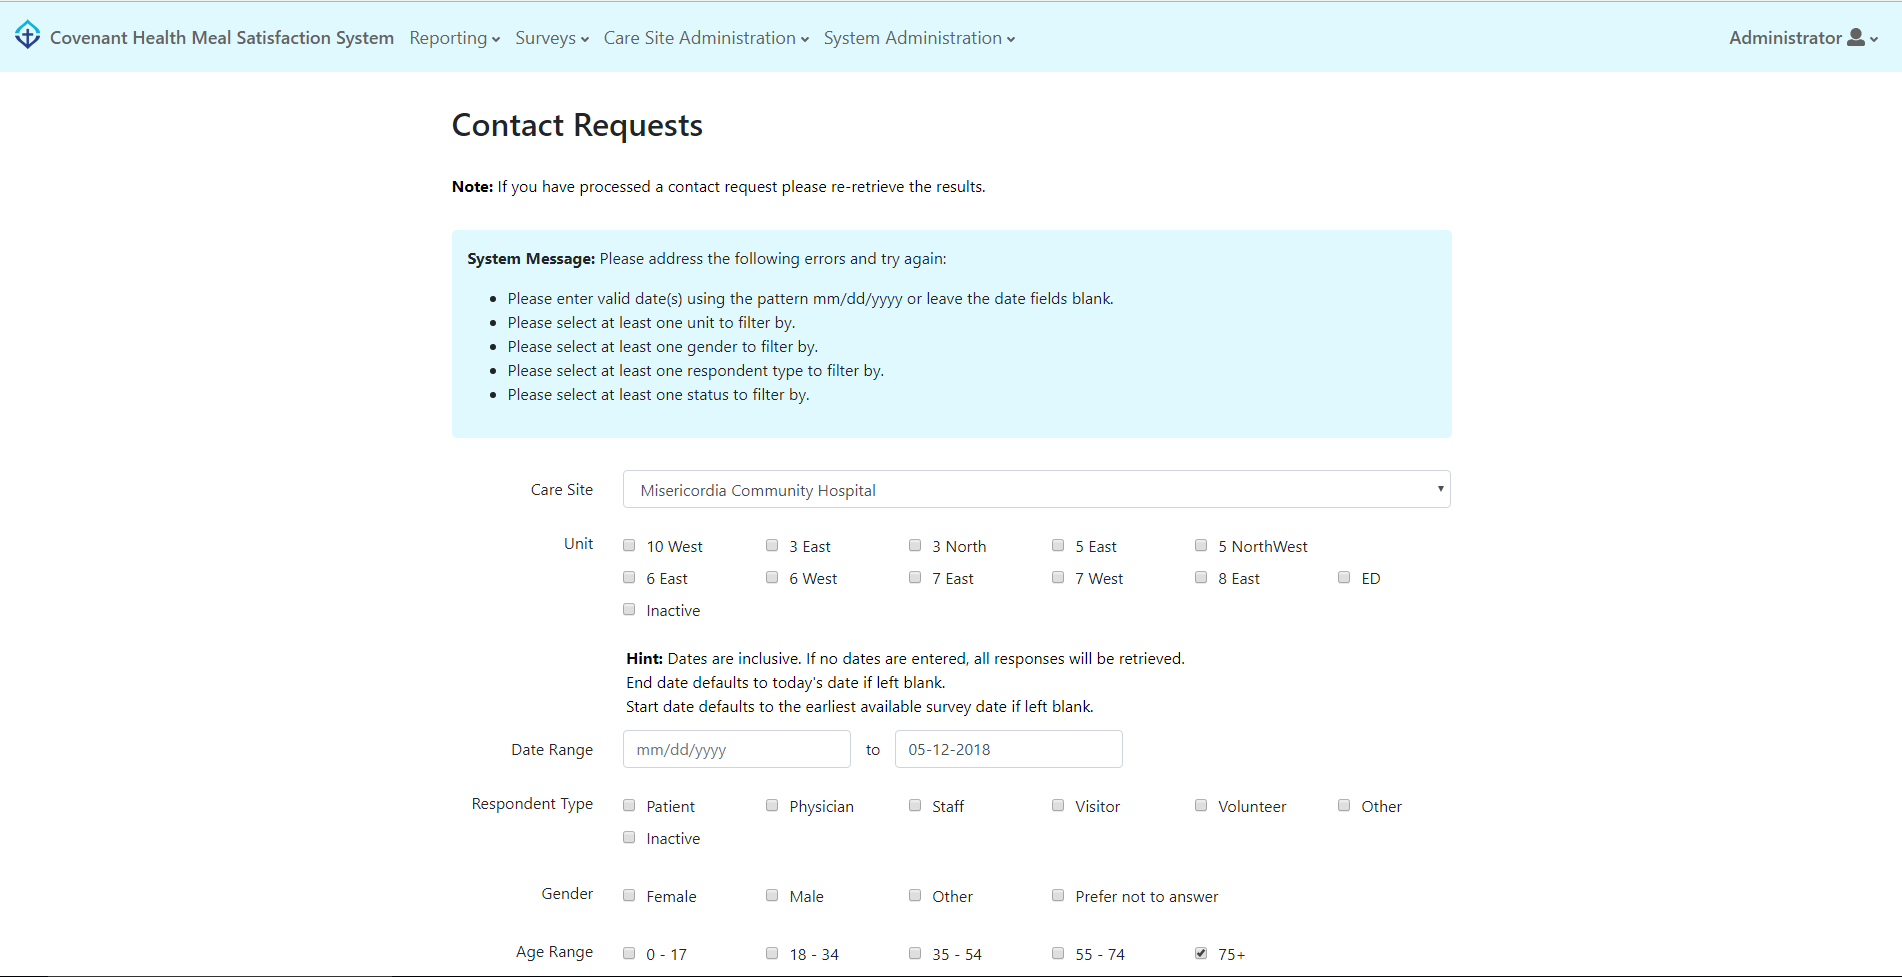 Covenant Health Meal Satisfaction System Reporting Surveys Care Site Administration System Administration Administrator
Contact Requests
Note: If you have processed a contact request please re-retrieve the results.
System Message: Please address the following errors and try again:
Please enter valid date(s) using the pattern mm/dd/yyyy or leave the date fields blank.
Please select at least one unit to filter by.
Please select at least one gender to filter by.
Please select at least one respondent type to filter by.
Please select at least one status to filter by.
Care Site Misericordia Community Hospital
Unit 10 West 3 East 3 North 5 East 5 NorthWest
6 East 6 West 7 East 7 West 8 East ED
Inactive
Hint: Dates are inclusive. If no dates are entered, all responses will be retrieved.
End date defaults to today's date if left blank.
Start date defaults to the earliest available survey date if left blank.
Date Range mm/dd/yyyy to 05-12-2018
Respondent Type Patient Physician Staff Visitor Volunteer Other
Inactive
Gender Female Male Other Prefer not to answer
Age Range 0 - 17 18 - 34 35 - 54 55 - 74 75+